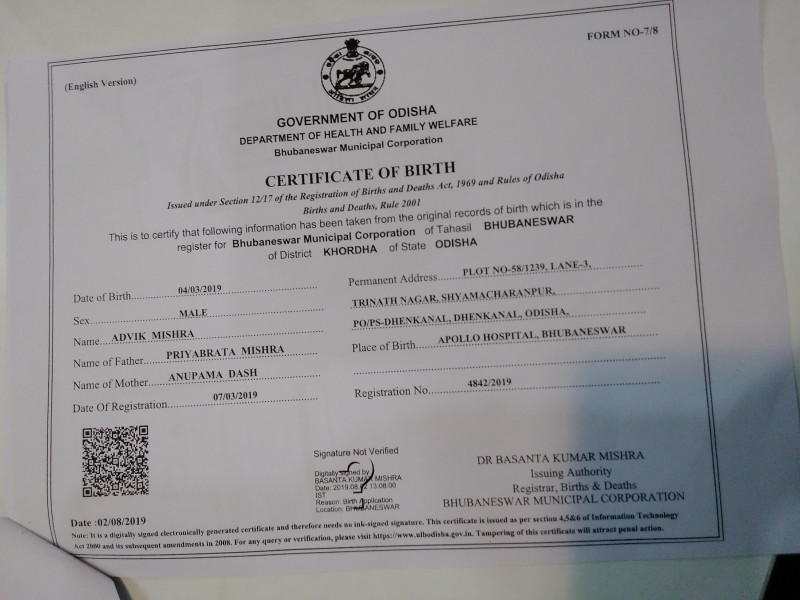 FORM NO-7/8
(English Version)
GOVERNMENT OF ODISHA
DEPARTMENT OF HEALTH AND FAMILY WELFARE
Bhubaneswar Municipal Corporation
CERTIFICATE OF BIRTH
Issued under Section 12/17 of the Registration of Births and Deaths Act, 1969 and Rules of Odisha
Births and Deaths, Rule 2001
This is to certify that following information has been taken from the original records of birth which is in the
register for Bhubaneswar Municipal Corporation of Tahasil BHUBANESWAR
of District KHORDHA of State ODISHA
Date of Birth 04/03/2019
Sex MALE
Name ADVIK MISHRA
Name of Father PRIYABRATA MISHRA
Name of Mother ANUPAMA DASH
Date Of Registration 07/03/2019
Permanent Address PLOT NO-58/1239, LANE-3,
TRINATH NAGAR, SHYAMACHARANPUR,
PO/PS-DHENKANAL, DHENKANAL, ODISHA,
Place of Birth APOLLO HOSPITAL, BHUBANESWAR
Registration No. 4842/2019
Signature Not Verified
Digitally signed by
BASANTA KUMAR MISHRA
Date: 2019.08.02 13:08:00
IST
Reason: Birth Application
Location: BHUBANESWAR
DR BASANTA KUMAR MISHRA
Issuing Authority
Registrar, Births & Deaths
BHUBANESWAR MUNICIPAL CORPORATION
Date :02/08/2019
Note: It is a digitally signed electronically generated certificate and therefore needs no ink-signed signature. This certificate is issued as per section 4,5&6 of Information Technology
Act 2000 and its subsequent amendments in 2008. For any query or verification, please visit https://www.ulbodisha.gov.in. Tampering of this certificate will attract penal action.